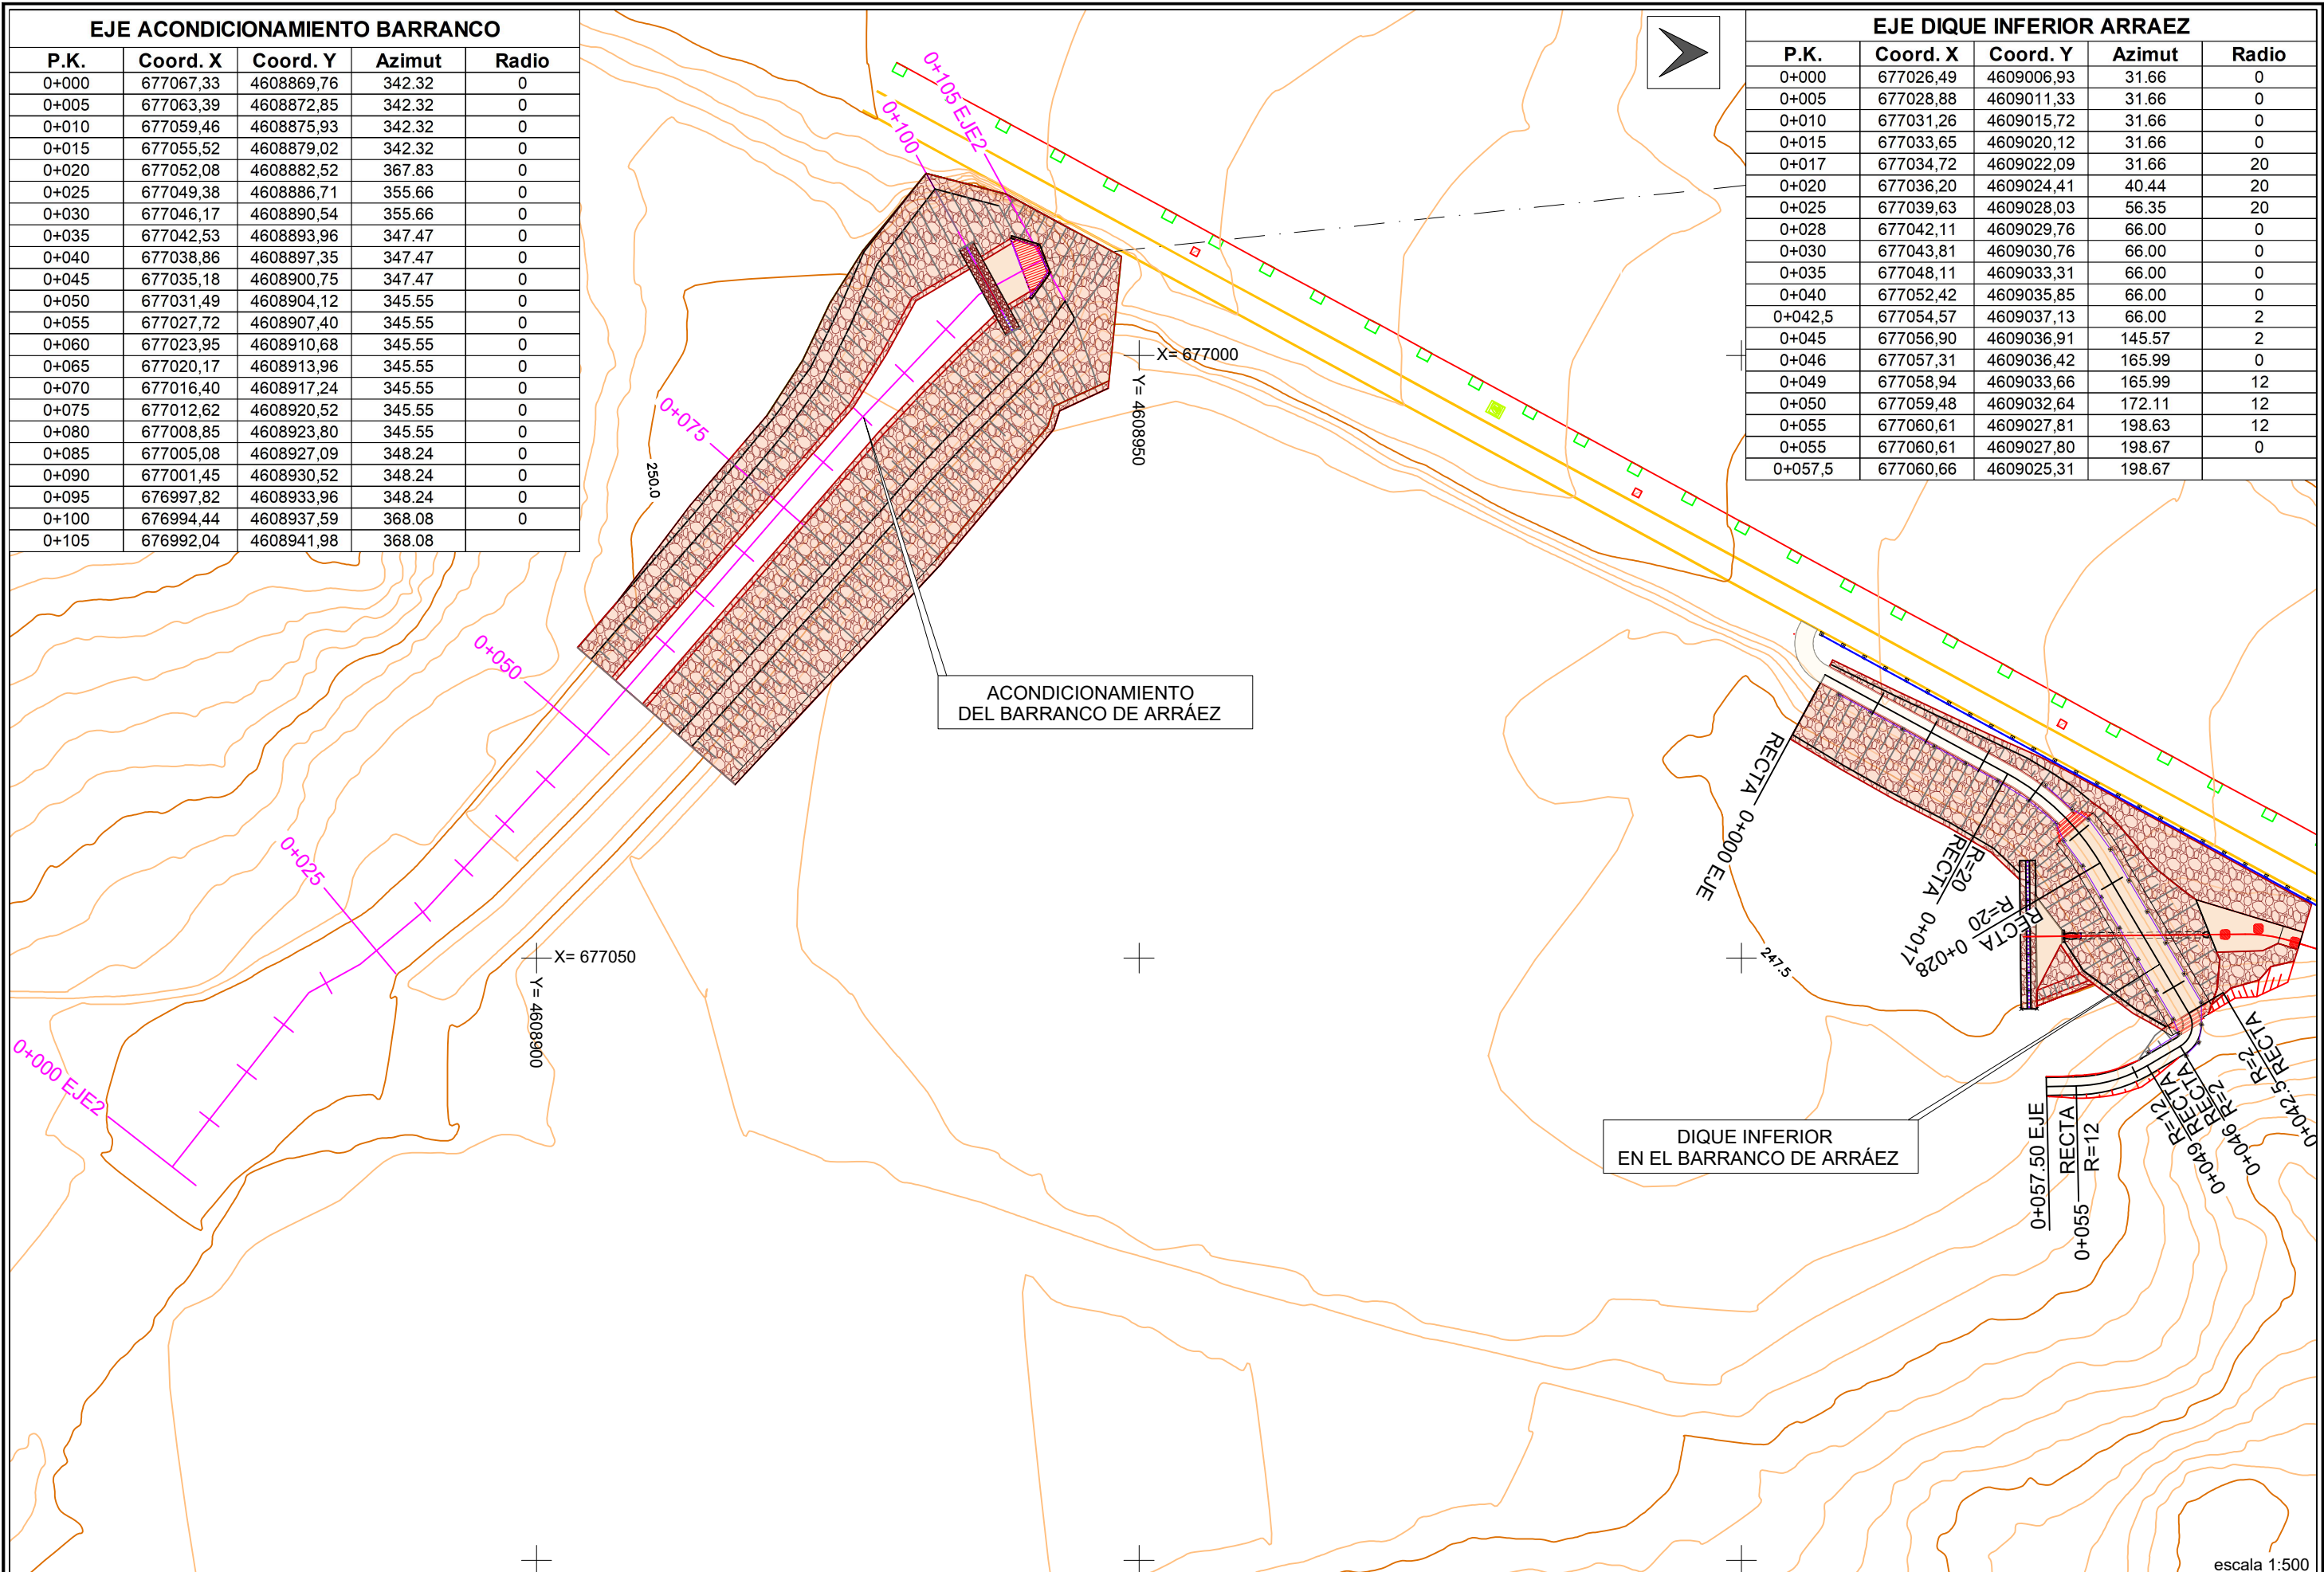 EJE ACONDICIONAMIENTO BARRANCO
P.K. Coord. X Coord. Y Azimut Radio
0+000 677067,33 4608869,76 342.32 0
0+005 677063,39 4608872,85 342.32 0
0+010 677059,46 4608875,93 342.32 0
0+015 677055,52 4608879,02 342.32 0
0+020 677052,08 4608882,52 367.83 0
0+025 677049,38 4608886,71 355.66 0
0+030 677046,17 4608890,54 355.66 0
0+035 677042,53 4608893,96 347.47 0
0+040 677038,86 4608897,35 347.47 0
0+045 677035,18 4608900,75 347.47 0
0+050 677031,49 4608904,12 345.55 0
0+055 677027,72 4608907,40 345.55 0
0+060 677023,95 4608910,68 345.55 0
0+065 677020,17 4608913,96 345.55 0
0+070 677016,40 4608917,24 345.55 0
0+075 677012,62 4608920,52 345.55 0
0+080 677008,85 4608923,80 345.55 0
0+085 677005,08 4608927,09 348.24 0
0+090 677001,45 4608930,52 348.24 0
0+095 676997,82 4608933,96 348.24 0
0+100 676994,44 4608937,59 368.08 0
0+105 676992,04 4608941,98 368.08
EJE DIQUE INFERIOR ARRAEZ
P.K. Coord. X Coord. Y Azimut Radio
0+000 677026,49 4609006,93 31.66 0
0+005 677028,88 4609011,33 31.66 0
0+010 677031,26 4609015,72 31.66 0
0+015 677033,65 4609020,12 31.66 0
0+017 677034,72 4609022,09 31.66 20
0+020 677036,20 4609024,41 40.44 20
0+025 677039,63 4609028,03 56.35 20
0+028 677042,11 4609029,76 66.00 0
0+030 677043,81 4609030,76 66.00 0
0+035 677048,11 4609033,31 66.00 0
0+040 677052,42 4609035,85 66.00 0
0+042,5 677054,57 4609037,13 66.00 2
0+045 677056,90 4609036,91 145.57 2
0+046 677057,31 4609036,42 165.99 0
0+049 677058,94 4609033,66 165.99 12
0+050 677059,48 4609032,64 172.11 12
0+055 677060,61 4609027,81 198.63 12
0+055 677060,61 4609027,80 198.67 0
0+057,5 677060,66 4609025,31 198.67
0+105 EJE2
0+100
0+075
0+050
0+025
0+000 EJE2
250.0
X= 677000
Y= 4608950
X= 677050
Y= 4608900
ACONDICIONAMIENTO
DEL BARRANCO DE ARRÁEZ
RECTA 0+000 EJE
R=20
RECTA 0+017
R=20
RECTA 0+028
247.5
DIQUE INFERIOR
EN EL BARRANCO DE ARRÁEZ
0+057.50 EJE
RECTA
R=12
0+055
R=12
RECTA
0+049
RECTA
R=2
0+046
R=2
RECTA
0+042.5
escala 1:500